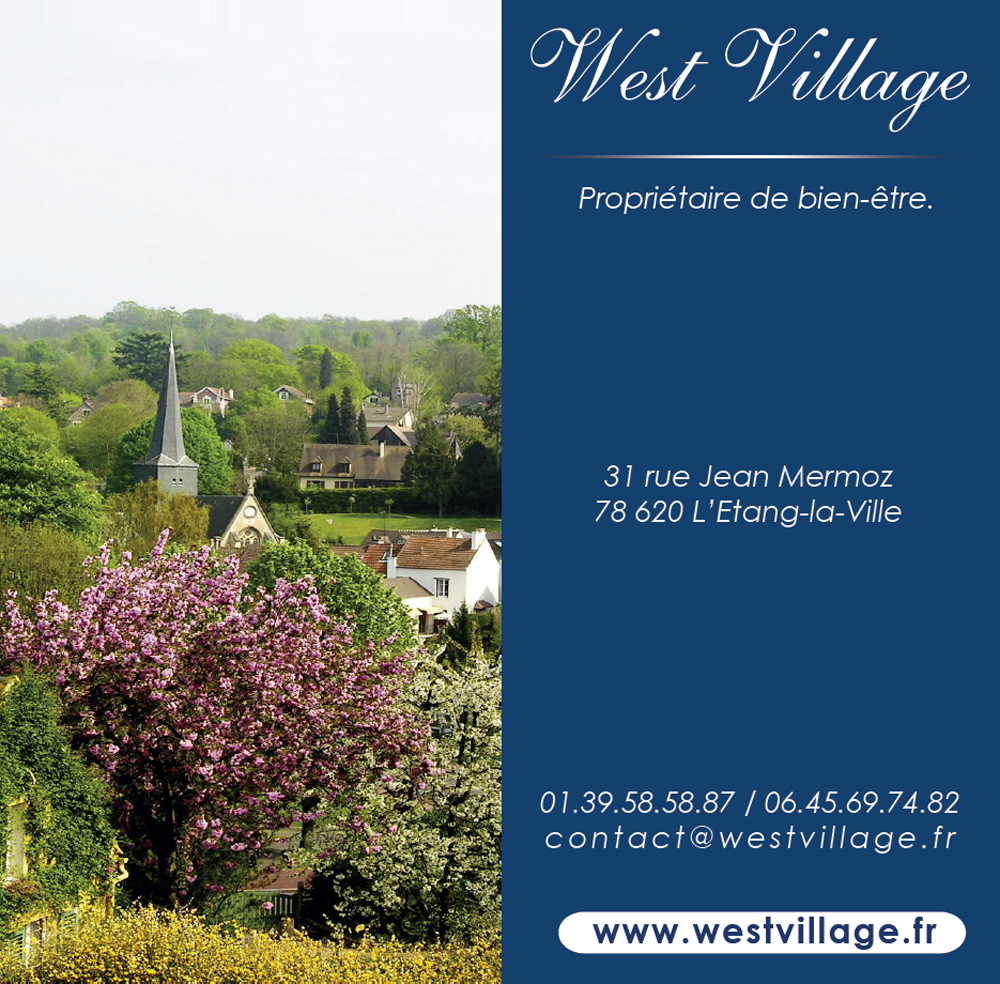 West Village
Propriétaire de bien-être.
31 rue Jean Mermoz
78 620 L'Etang-la-Ville
01.39.58.58.87 / 06.45.69.74.82
contact@westvillage.fr
www.westvillage.fr